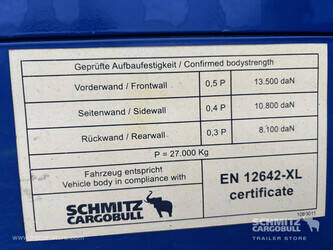 Geprüfte Aufbaufestigkeit / Confirmed bodystrength
Vorderwand / Frontwall 0,5 P 13.500 daN
Seitenwand / Sidewall 0,4 P 10.800 daN
Rückwand / Rearwall 0,3 P 8.100 daN
P = 27.000 Kg
Fahrzeug entspricht
Vehicle body in compliance with
EN 12642-XL
certificate
SCHMITZ
CARGOBULL
SCHMITZ
CARGOBULL
TRAILER STORE